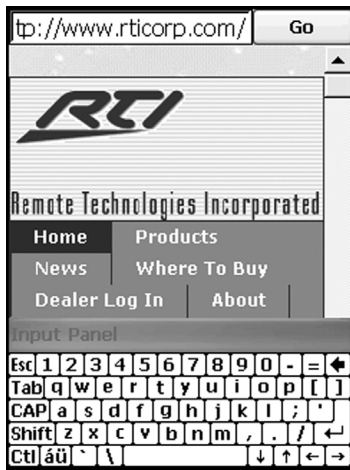 tp://www.rticorp.com/ Go
RTI
Remote Technologies Incorporated
Home Products
News Where To Buy
Dealer Log In About
Input Panel
Esc 1 2 3 4 5 6 7 8 9 0 - = 
Tab q w e r t y u i o p [ ]
CAP a s d f g h j k l ; '
Shift z x c v b n m , . / ↵
Ctl áü ` \ ↓ ↑ ← →